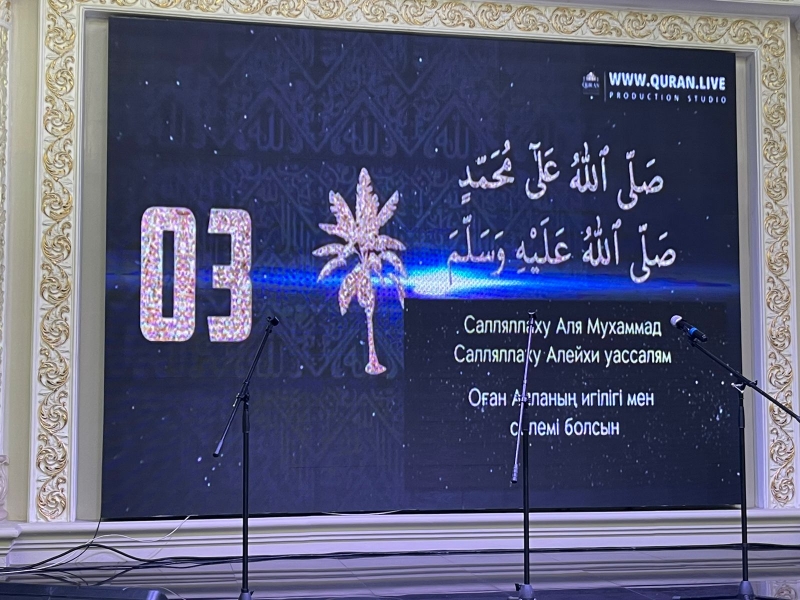 QURAN
WWW.QURAN.LIVE
PRODUCTION STUDIO
03
صَلَّى ٱللَّٰهُ عَلَىٰ مُحَمَّدٍ
صَلَّى ٱللَّٰهُ عَلَيْهِ وَسَلَّمَ
Салляллаху Аля Мухаммад
Салляллаху Алейхи уассалям
Оған Алланың игілігі мен
сәлемі болсын